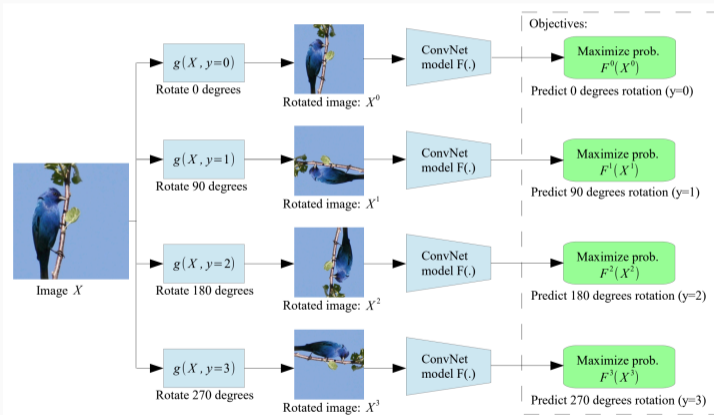 Objectives:
g(X, y=0)
Rotate 0 degrees
Rotated image: X⁰
ConvNet
model F(.)
Maximize prob.
F⁰(X⁰)
Predict 0 degrees rotation (y=0)
g(X, y=1)
Rotate 90 degrees
Rotated image: X¹
ConvNet
model F(.)
Maximize prob.
F¹(X¹)
Predict 90 degrees rotation (y=1)
Image X
g(X, y=2)
Rotate 180 degrees
Rotated image: X²
ConvNet
model F(.)
Maximize prob.
F²(X²)
Predict 180 degrees rotation (y=2)
g(X, y=3)
Rotate 270 degrees
Rotated image: X³
ConvNet
model F(.)
Maximize prob.
F³(X³)
Predict 270 degrees rotation (y=3)